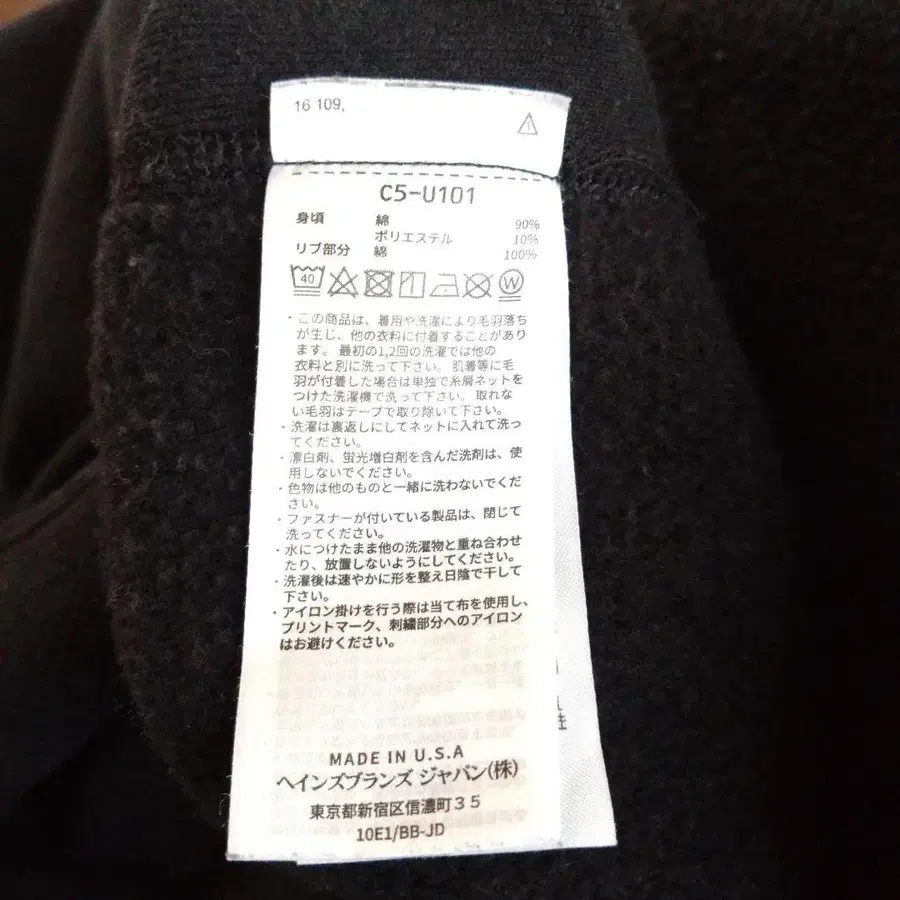 16 109,
C5-U101
身頃 綿 90%
ポリエステル 10%
リブ部分 綿 100%
40 W
・この商品は、着用や洗濯により毛羽落ち
が生じ、他の衣料に付着することがあり
ます。 最初の1,2回の洗濯では他の
衣料と別に洗って下さい。 肌着等に毛
羽が付着した場合は単独で糸屑ネットを
つけた洗濯機で洗って下さい。 取れな
い毛羽はテープで取り除いて下さい。
・洗濯は裏返しにしてネットに入れて洗っ
てください。
・漂白剤、蛍光増白剤を含んだ洗剤は、使
用しないでください。
・色物は他のものと一緒に洗わないでくだ
さい。
・ファスナーが付いている製品は、閉じて
洗ってください。
・水につけたまま他の洗濯物と重ね合わせ
たり、放置しないようにしてください。
・洗濯後は速やかに形を整え日陰で干して
下さい。
・アイロン掛けを行う際は当て布を使用し、
プリントマーク、刺繍部分へのアイロン
はお避けください。
MADE IN U.S.A
ヘインズブランズ ジャパン(株)
東京都新宿区信濃町35
10E1/BB-JD